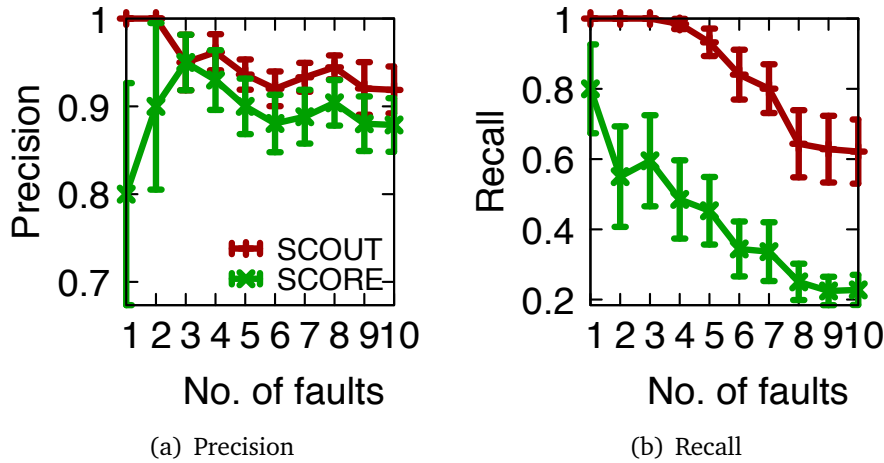 1
0.9
0.8
0.7
Precision
SCOUT
SCORE
1 2 3 4 5 6 7 8 9 10
No. of faults
(a) Precision
1
0.8
0.6
0.4
0.2
Recall
1 2 3 4 5 6 7 8 9 10
No. of faults
(b) Recall